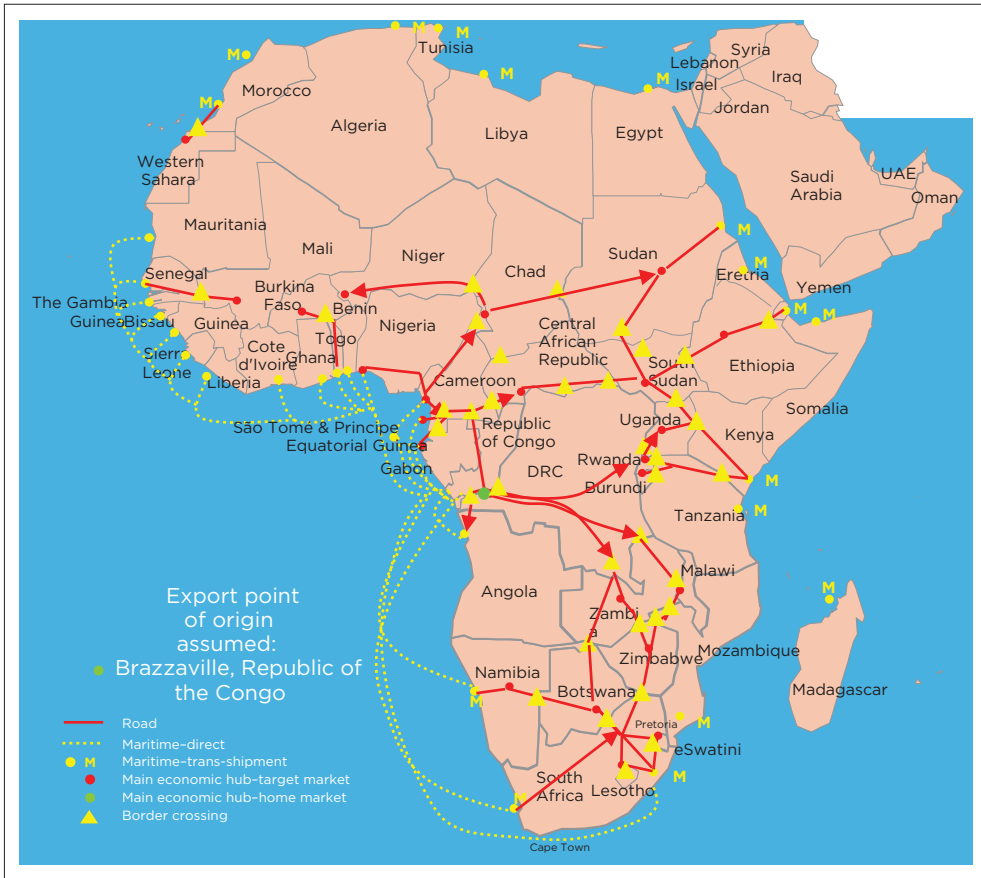 M
M
Tunisia
Syria
Lebanon
Iraq
Israel
Jordan
M
M
M
M
Morocco
Algeria
Libya
Egypt
Western
Sahara
Saudi
Arabia
UAE
Oman
Mauritania
Mali
Niger
Chad
Sudan
M
Eretria
M
Yemen
Senegal
The Gambia
GuineaBissau
Guinea
Burkina
Faso
Benin
Nigeria
Togo
Ghana
Cote
d'Ivoire
Sierra
Leone
Liberia
Central
African
Republic
South
Sudan
Ethiopia
M
M
Somalia
Cameroon
São Tome & Principe
Equatorial Guinea
Gabon
Republic
of Congo
DRC
Uganda
Kenya
Rwanda
Burundi
M
Tanzania
M
Angola
Malawi
Zambi
a
M
Mozambique
Zimbabwe
Madagascar
Namibia
M
Botswana
Pretoria
M
eSwatini
South
Africa
Lesotho
M
M
Cape Town
Export point
of origin
assumed:
Brazzaville, Republic of
the Congo
Road
Maritime–direct
M
Maritime–trans-shipment
Main economic hub–target market
Main economic hub–home market
Border crossing